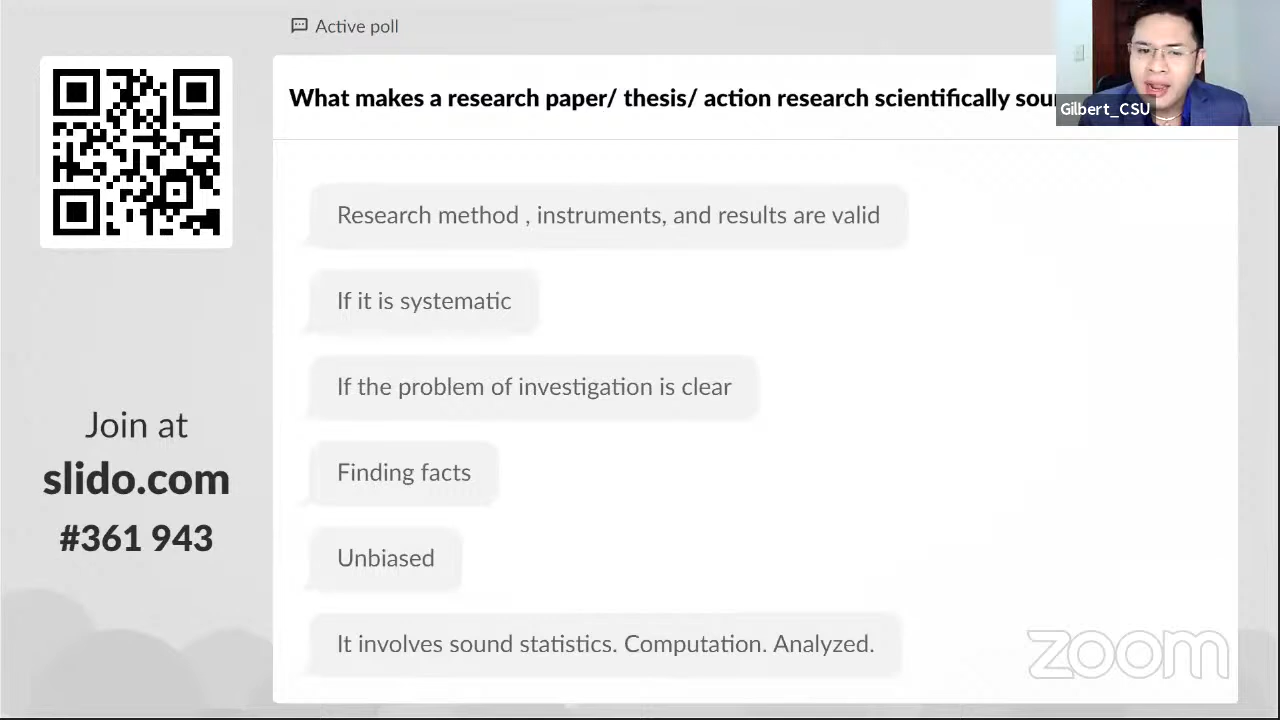 Active poll
What makes a research paper/ thesis/ action research scientifically
Gilbert_CSU
Research method , instruments, and results are valid
If it is systematic
If the problem of investigation is clear
Finding facts
Unbiased
It involves sound statistics. Computation. Analyzed.
Join at
slido.com
#361 943
zoom